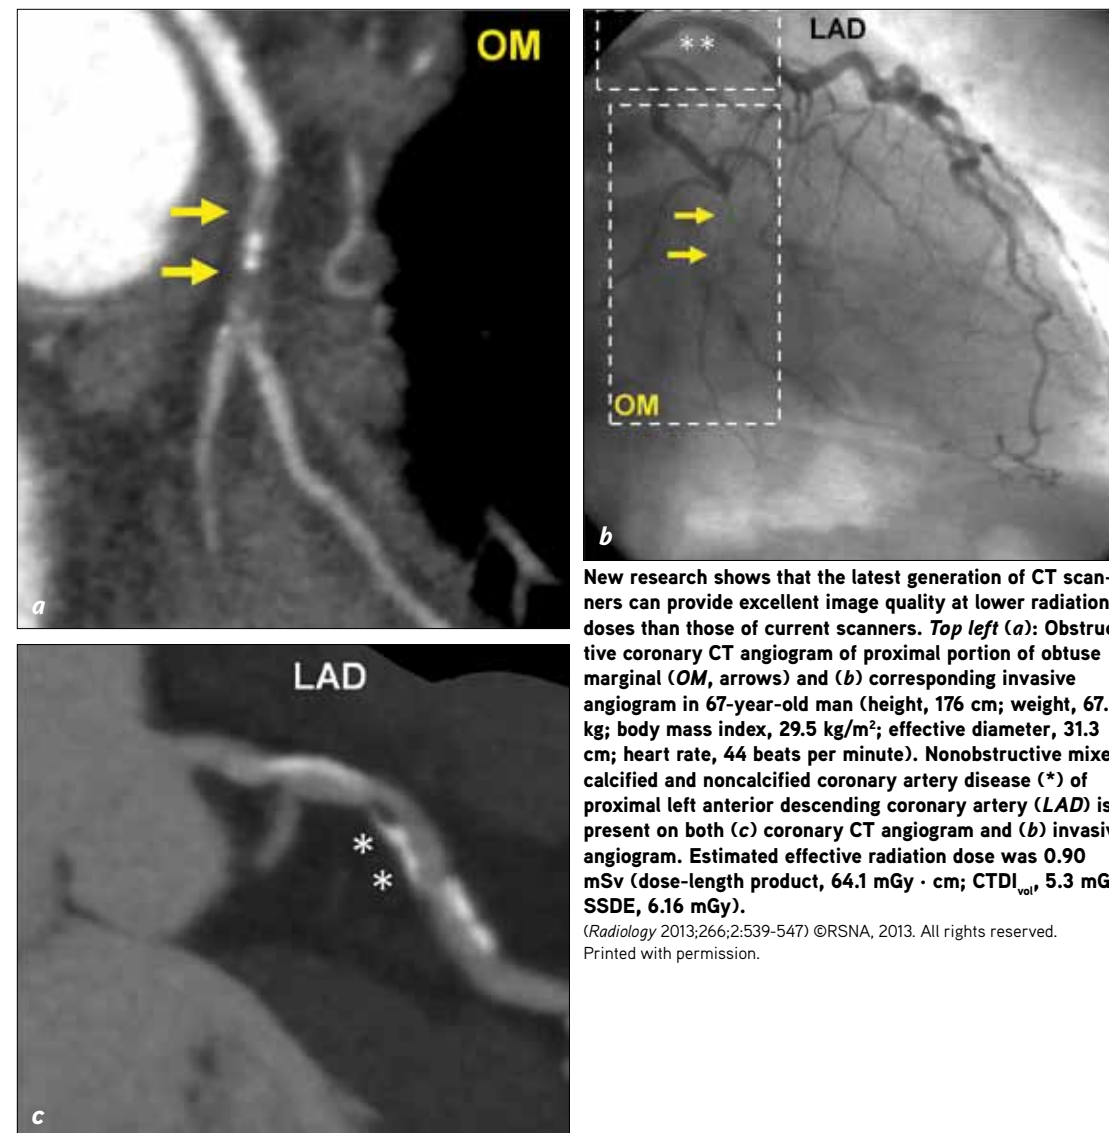 OM
a
LAD
**
OM
b
LAD
*
*
c
New research shows that the latest generation of CT scan-
ners can provide excellent image quality at lower radiation
doses than those of current scanners. Top left (a): Obstruc
tive coronary CT angiogram of proximal portion of obtuse
marginal (OM, arrows) and (b) corresponding invasive
angiogram in 67-year-old man (height, 176 cm; weight, 67.
kg; body mass index, 29.5 kg/m²; effective diameter, 31.3
cm; heart rate, 44 beats per minute). Nonobstructive mixe
calcified and noncalcified coronary artery disease (*) of
proximal left anterior descending coronary artery (LAD) is
present on both (c) coronary CT angiogram and (b) invasiv
angiogram. Estimated effective radiation dose was 0.90
mSv (dose-length product, 64.1 mGy · cm; CTDIvol, 5.3 mG
SSDE, 6.16 mGy).
(Radiology 2013;266;2:539-547) ©RSNA, 2013. All rights reserved.
Printed with permission.